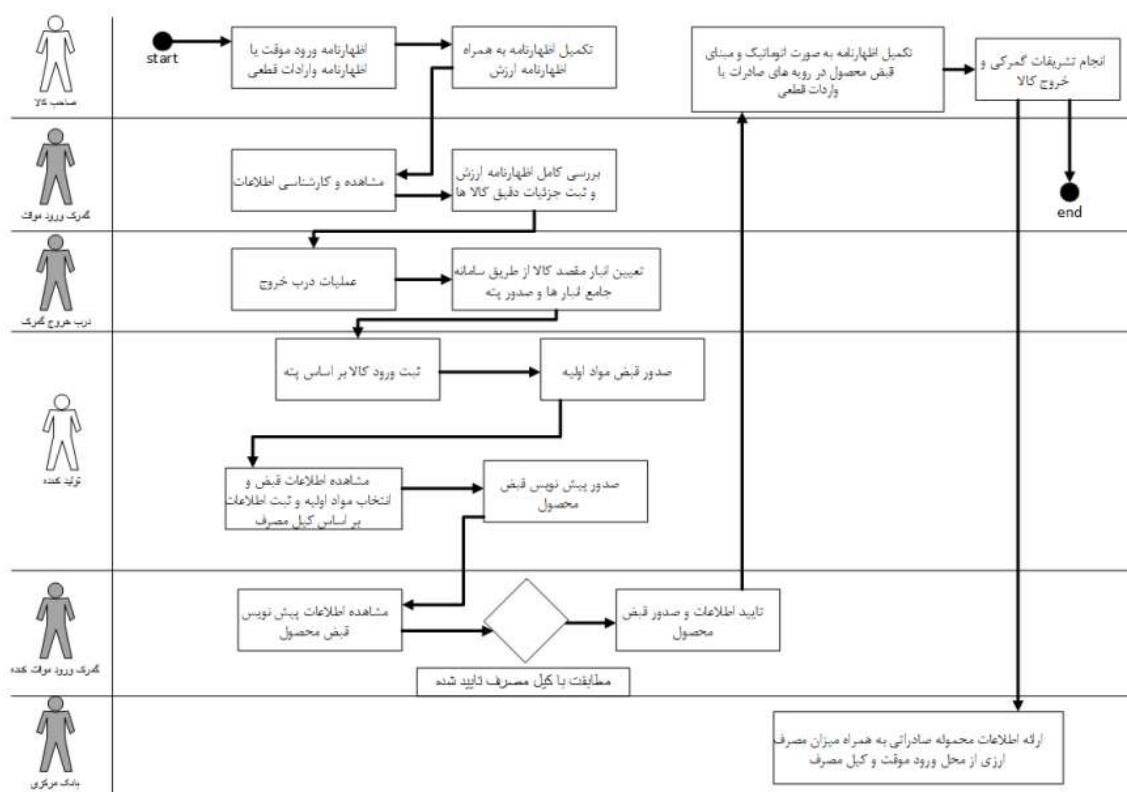 start
اظهارنامه ورود موقت یا
اظهارنامه واردات قطعی
تکمیل اظهارنامه به همراه
اظهارنامه ارزش
تکمیل اظهارنامه به صورت اتوماتیک و مبنای
قبض محصول در رویه های صادرات یا
واردات قطعی
انجام تشریفات گمرکی و
خروج کالا
صاحب کالا
مشاهده و کارشناسی اطلاعات
بررسی کامل اظهارنامه ارزش
و ثبت جزئیات دقیق کالا ها
end
گمرک ورود موقت
عملیات درب خروج
تعیین انبار مقصد کالا از طریق سامانه
جامع انبار ها و صدور پته
درب خروج گمرک
ثبت ورود کالا بر اساس پته
صدور قبض مواد اولیه
تولید کننده
مشاهده اطلاعات قبض و
انتخاب مواد اولیه و ثبت اطلاعات
بر اساس کیل مصرف
صدور پیش نویس قبض
محصول
مشاهده اطلاعات پیش نویس
قبض محصول
تایید اطلاعات و صدور قبض
محصول
گمرک ورود موقت کننده
مطابقت با کیل مصرف تایید شده
ارائه اطلاعات محموله صادراتی به همراه میزان مصرف
ارزی از محل ورود موقت و کیل مصرف
بانک مرکزی